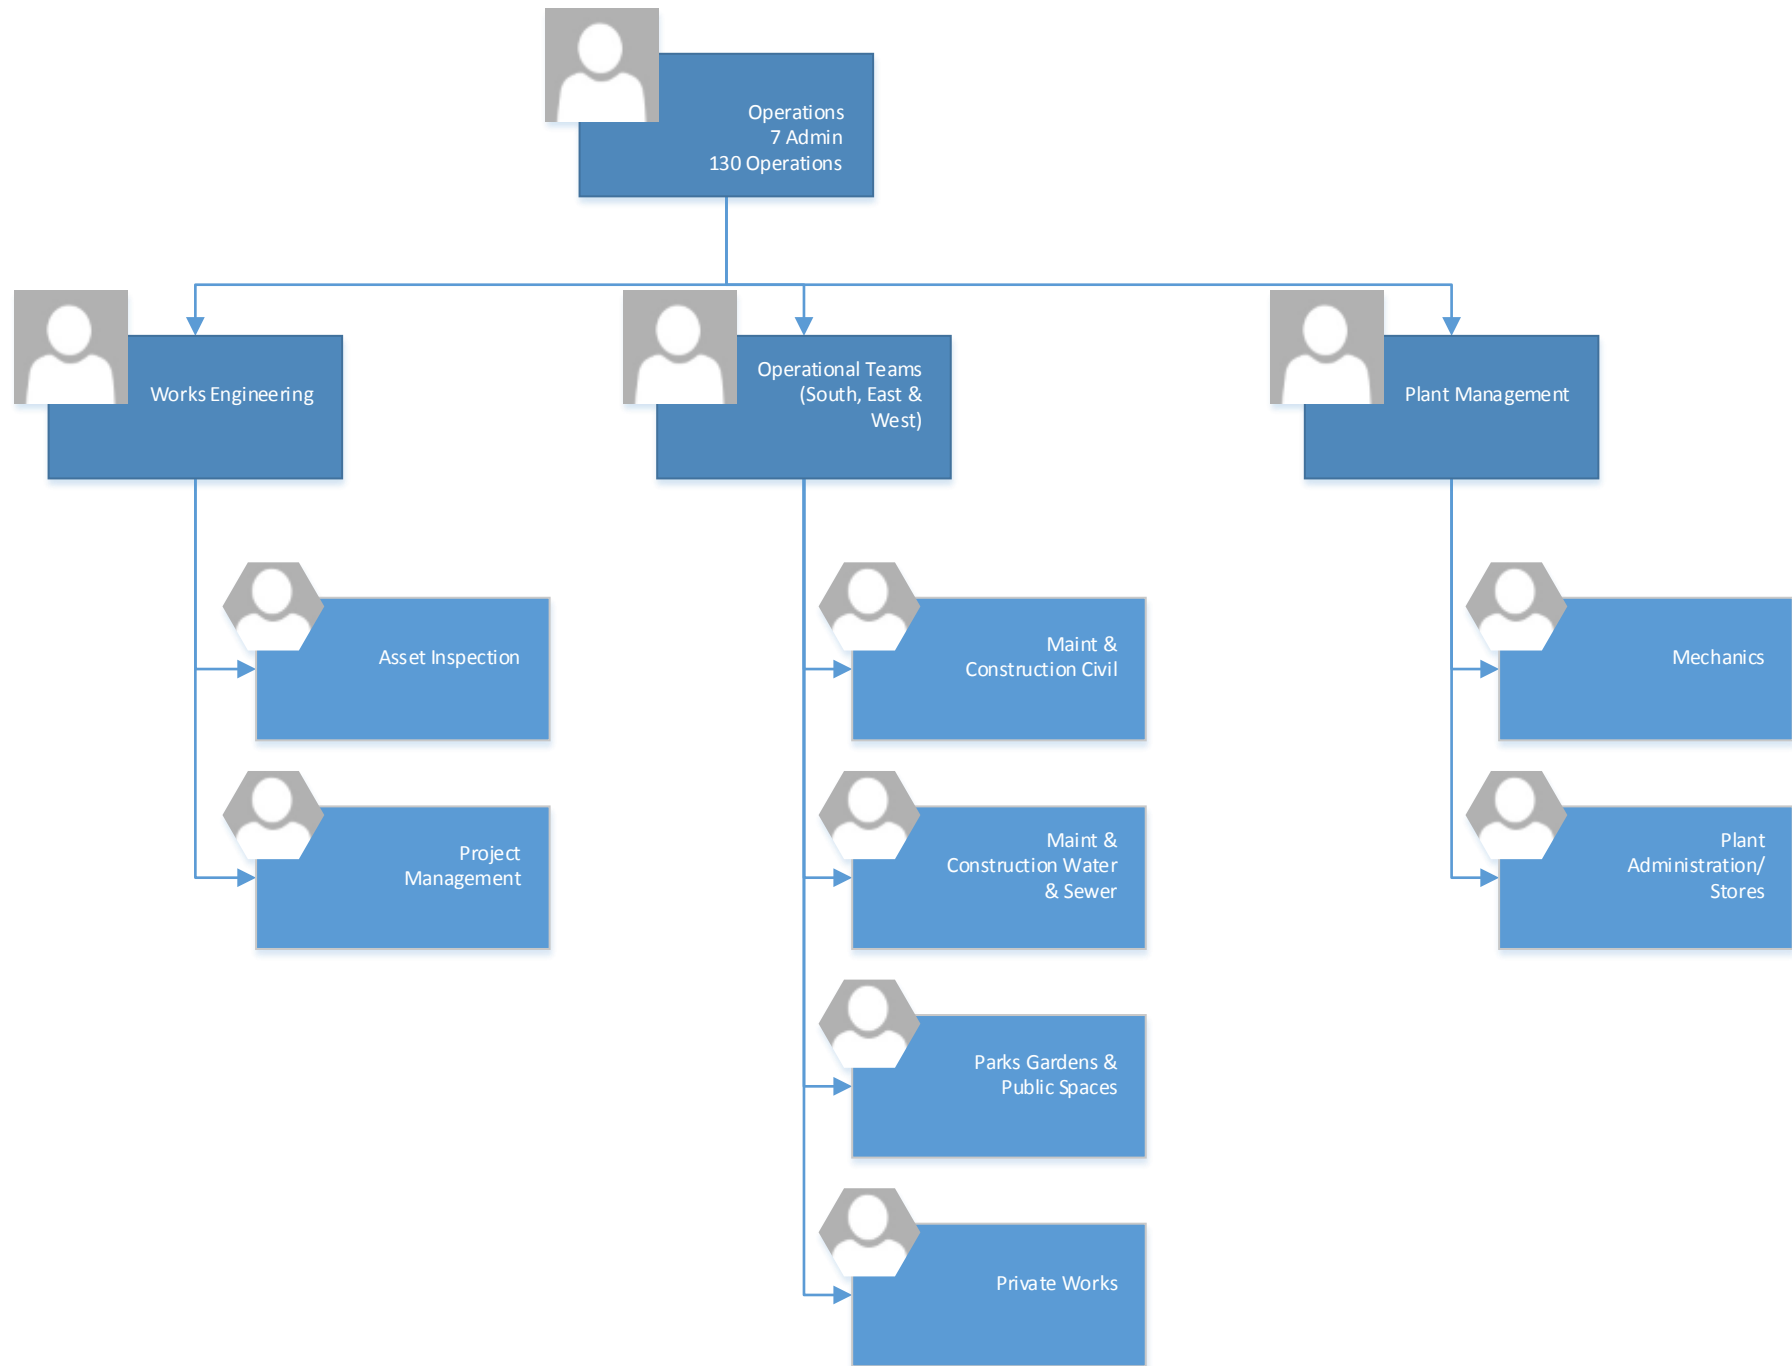 Operations
7 Admin
130 Operations
Works Engineering
Operational Teams
(South, East &
West)
Plant Management
Asset Inspection
Project
Management
Maint &
Construction Civil
Maint &
Construction Water
& Sewer
Parks Gardens &
Public Spaces
Private Works
Mechanics
Plant
Administration/
Stores